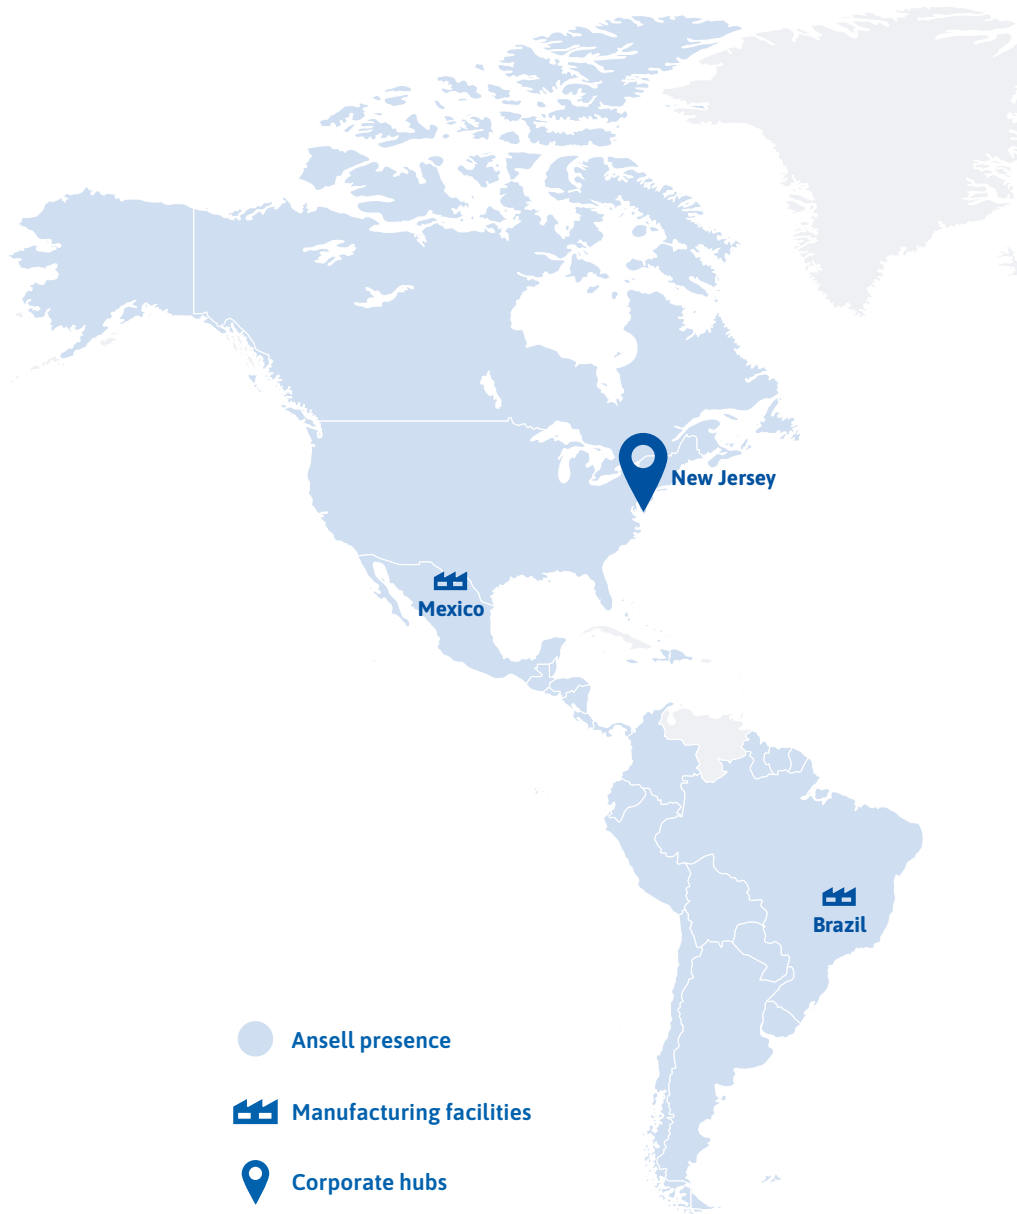 New Jersey
Mexico
Brazil
Ansell presence
Manufacturing facilities
Corporate hubs